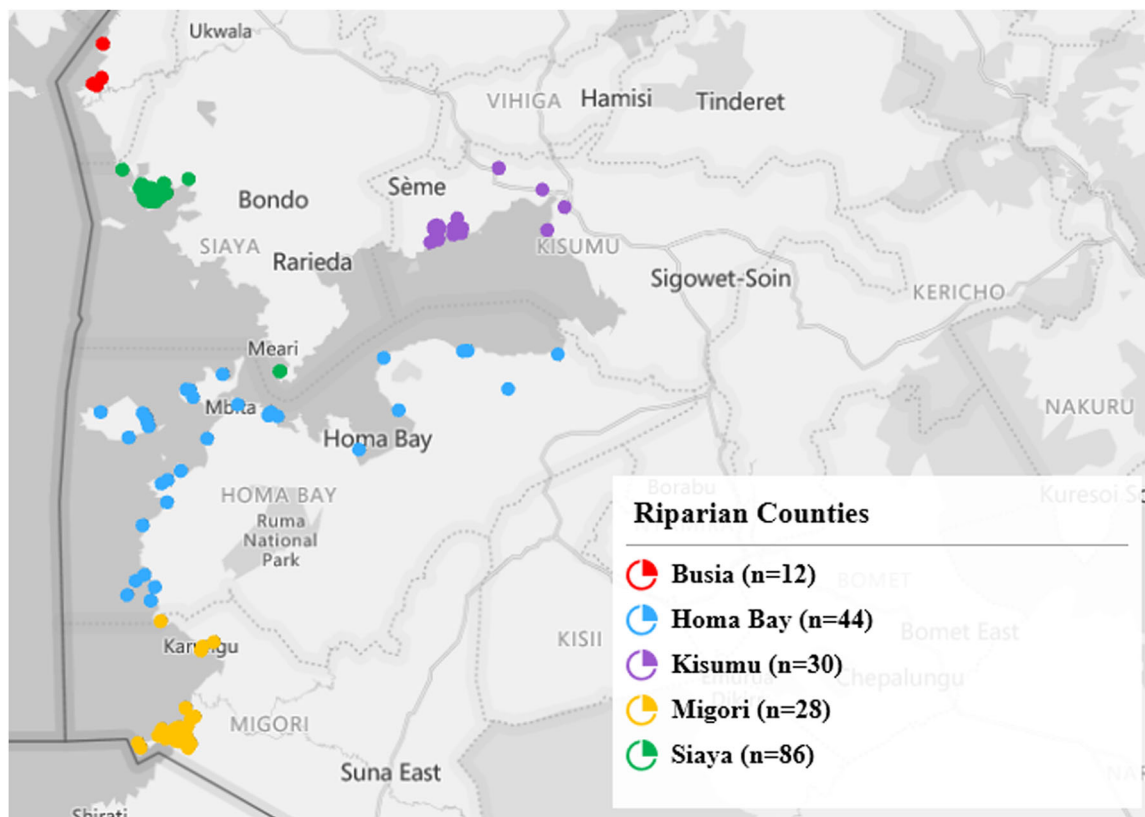 Ukwala
VIHIGA
Hamisi
Tinderet
Sème
Bondo
SIAYA
KISUMU
Rarieda
Sigowet-Soin
KERICHO
Meari
Mbita
NAKURU
Homa Bay
HOMA BAY
Ruma
National
Park
Borabu
Kuresoi
Riparian Counties
Busia (n=12)
BOMET
Homa Bay (n=44)
Bomet East
KISII
Kisumu (n=30)
Chepalungu
MIGORI
Migori (n=28)
Siaya (n=86)
Suna East
Shirati